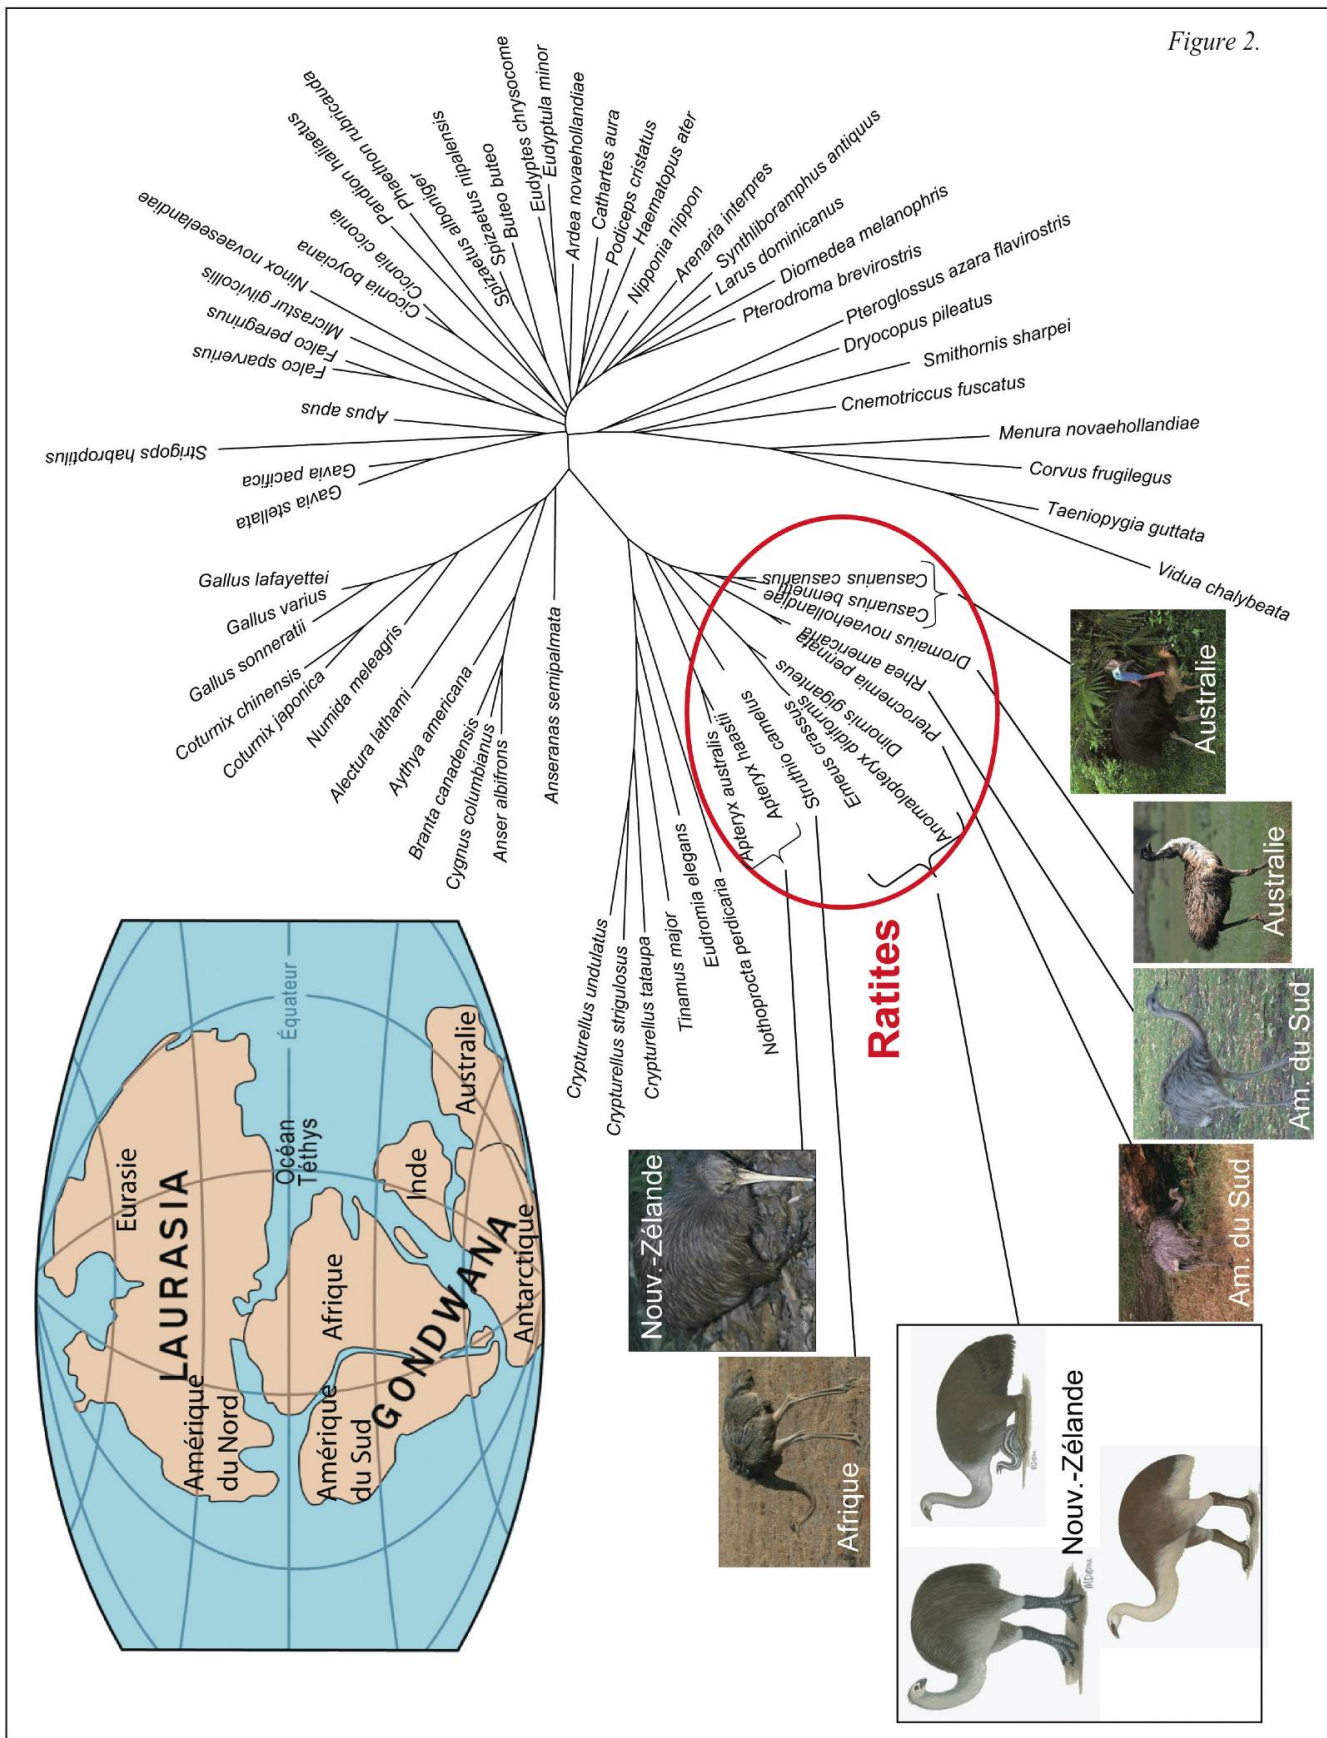 Figure 2.
Phaethon rubricauda
Pandion haliaetus
Ninox novaeseelandiae
Micrastur gilvicollis
Falco peregrinus
Falco sparverius
Apus apus
Strigops habroptilus
Gavia pacifica
Gavia stellata
Ciconia boyciana
Ciconia ciconia
Spizaetus alboniger
Spizaetus nipalensis
Buteo buteo
Eudyptes chrysocome
Eudyptula minor
Ardea novaehollandiae
Cathartes aura
Podiceps cristatus
Haematopus ater
Nipponia nippon
Arenaria interpres
Synthliboramphus antiquus
Larus dominicanus
Diomedea melanophris
Pterodroma brevirostris
Pteroglossus azara flavirostris
Dryocopus pileatus
Smithornis sharpei
Cnemotriccus fuscatus
Menura novaehollandiae
Corvus frugilegus
Taeniopygia guttata
Vidua chalybeata
Gallus lafayettei
Gallus varius
Gallus sonneratii
Coturnix chinensis
Coturnix japonica
Numida meleagris
Alectura lathami
Aythya americana
Branta canadensis
Cygnus columbianus
Anser albifrons
Anseranas semipalmata
Crypturellus undulatus
Crypturellus strigulosus
Crypturellus tataupa
Tinamus major
Eudromia elegans
Nothoprocta perdicaria
Apteryx australis
Apteryx haastii
Struthio camelus
Emeus crassus
Anomalopteryx didiformis
Dinornis giganteus
Pterocnemia pennata
Rhea americana
Dromaius novaehollandiae
Casuarius bennetti
Casuarius casuarius
Ratites
Australie
Australie
Am. du Sud
Am. du Sud
Nouv.-Zélande
Afrique
Nouv.-Zélande
Eurasie
LAURASIA
Amérique
du Nord
Océan
Téthys
Équateur
Afrique
Inde
Australie
Amérique
du Sud
GONDWANA
Antarctique